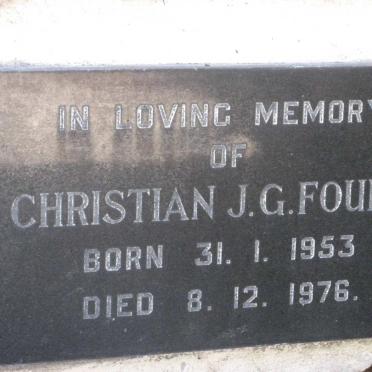 IN LOVING MEMORY
OF
CHRISTIAN J.G.FOU
BORN 31. 1. 1953
DIED 8. 12. 1976.